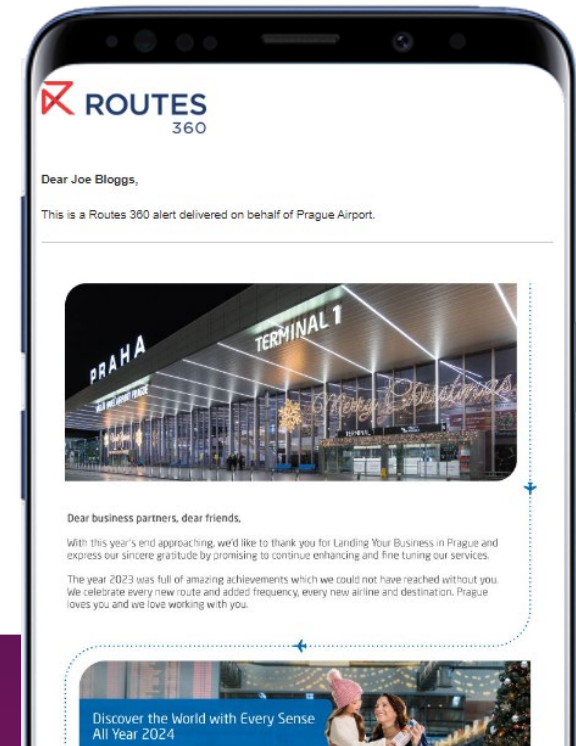 ROUTES
360
Dear Joe Bloggs,
This is a Routes 360 alert delivered on behalf of Prague Airport.
PRAHA
TERMINAL 1
Merry Christmas
Dear business partners, dear friends,
With this year's end approaching, we'd like to thank you for Landing Your Business in Prague and
express our sincere gratitude by promising to continue enhancing and fine tuning our services.
The year 2023 was full of amazing achievements which we could not have reached without you.
We celebrate every new route and added frequency, every new airline and destination. Prague
loves you and we love working with you.
Discover the World with Every Sense
All Year 2024